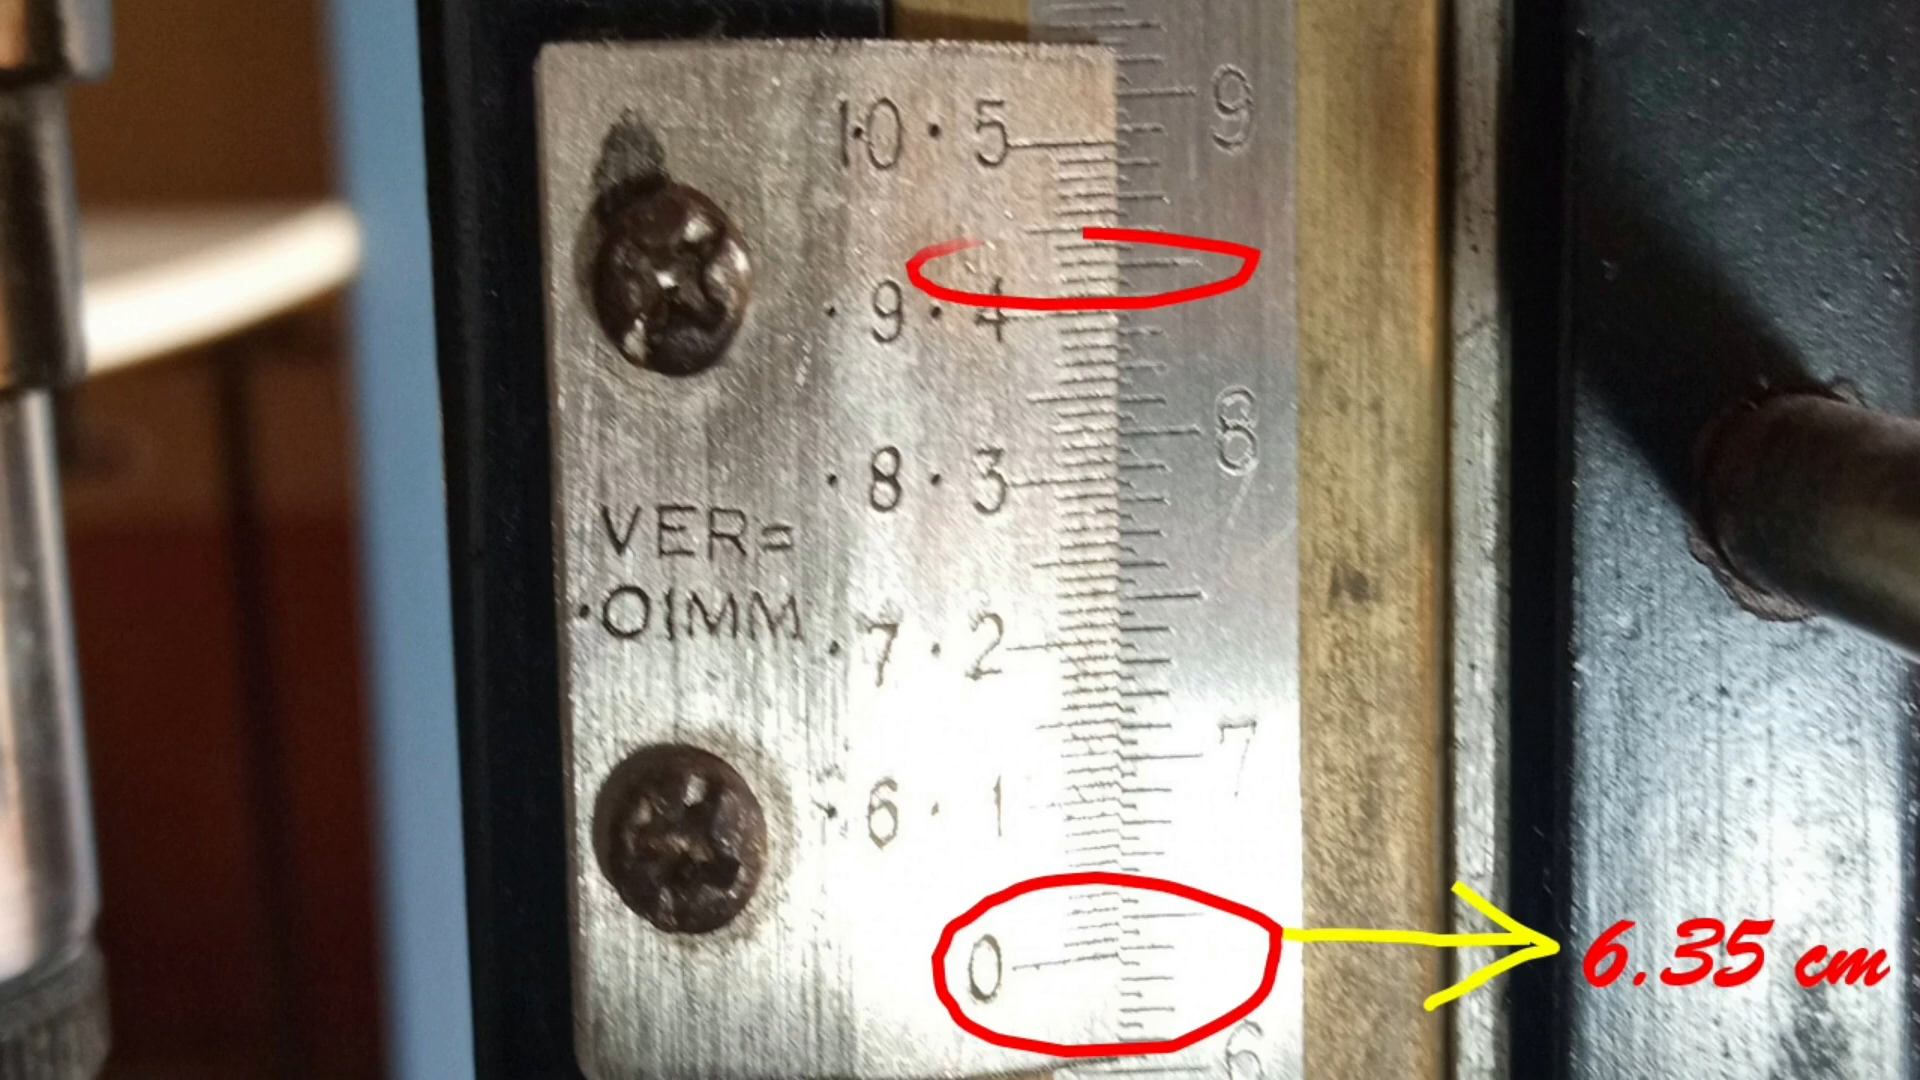 10 · 5
9
· 9 · 4
8
· 8 · 3
VER=
·01MM
· 7 · 2
7
· 6 · 1
0
6.35 cm
6